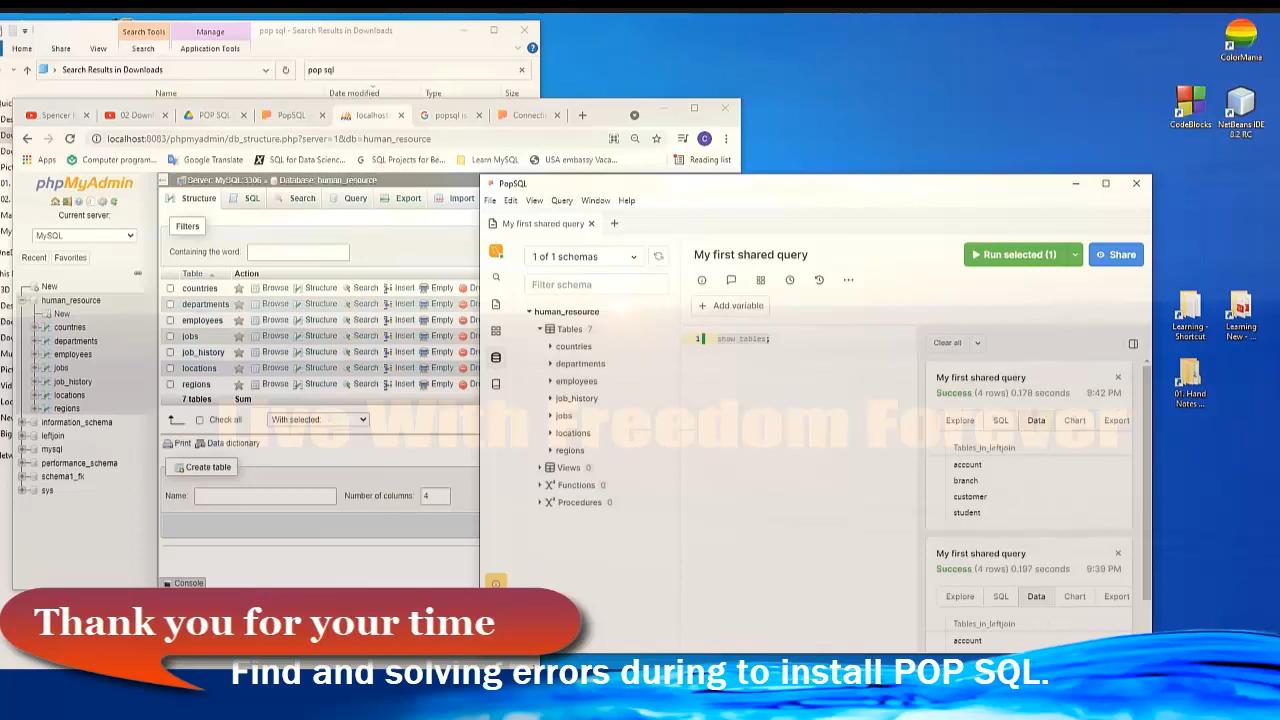 Search Tools
Manage
pop sql - Search Results in Downloads
Home
Share
View
Search
Application Tools
Search Results in Downloads
pop sql
Name
Date modified
Type
Size
Spencer
02 Down
POP SQL
PopSQL
localhost
popsql is
Connecti
localhost:8083/phpmyadmin/db_structure.php?server=1&db=human_resource
Apps
Computer program...
Google Translate
SQL for Data Scienc...
SQL Projects for Be...
Learn MySQL
USA embassy Vaca...
Reading list
phpMyAdmin
Current server:
MySQL
Recent
Favorites
New
human_resource
New
countries
departments
employees
jobs
job_history
locations
regions
information_schema
leftjoin
mysql
performance_schema
schema1_fk
sys
Server: MySQL:3306 » Database: human_resource
Structure
SQL
Search
Query
Export
Import
Filters
Containing the word:
Table
Action
countries Browse Structure Search Insert Empty
departments Browse Structure Search Insert Empty
employees Browse Structure Search Insert Empty
jobs Browse Structure Search Insert Empty
job_history Browse Structure Search Insert Empty
locations Browse Structure Search Insert Empty
regions Browse Structure Search Insert Empty
7 tables
Sum
Check all
With selected:
Print
Data dictionary
Create table
Name:
Number of columns:
4
Console
PopSQL
File Edit View Query Window Help
My first shared query
1 of 1 schemas
Filter schema
human_resource
Tables 7
countries
departments
employees
job_history
jobs
locations
regions
Views 0
Functions 0
Procedures 0
My first shared query
Run selected (1)
Share
Add variable
1 show tables;
Clear all
My first shared query
Success (4 rows) 0.178 seconds
9:42 PM
Explore SQL Data Chart Export
Tables_in_leftjoin
account
branch
customer
student
My first shared query
Success (4 rows) 0.197 seconds
9:39 PM
Explore SQL Data Chart Export
Tables_in_leftjoin
account
ColorMania
CodeBlocks
NetBeans IDE
8.2 RC
Learning -
Shortcut
Learning
New -...
01. Hand
Notes ...
Live With Freedom Forever
Thank you for your time
Find and solving errors during to install POP SQL.